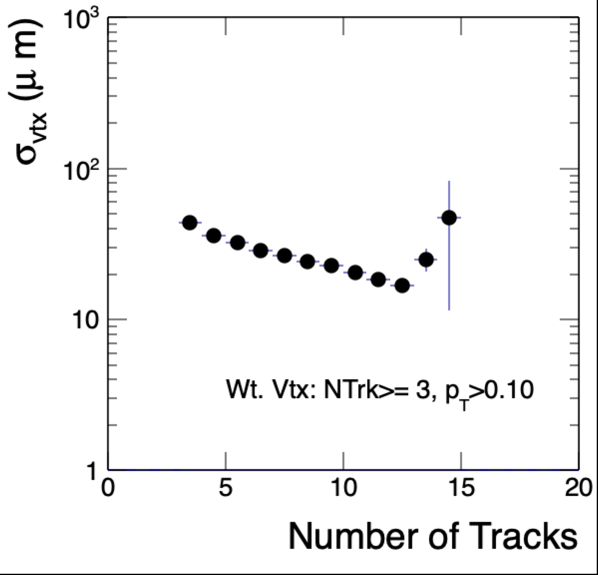 σvtx (μ m)
10³
10²
10
1
Wt. Vtx: NTrk>= 3, pT>0.10
0 5 10 15 20
Number of Tracks